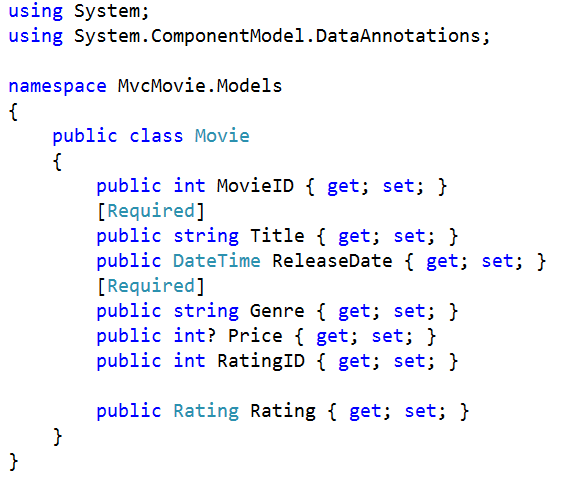 using System;
using System.ComponentModel.DataAnnotations;

namespace MvcMovie.Models
{
    public class Movie
    {
        public int MovieID { get; set; }
        [Required]
        public string Title { get; set; }
        public DateTime ReleaseDate { get; set; }
        [Required]
        public string Genre { get; set; }
        public int? Price { get; set; }
        public int RatingID { get; set; }

        public Rating Rating { get; set; }
    }
}